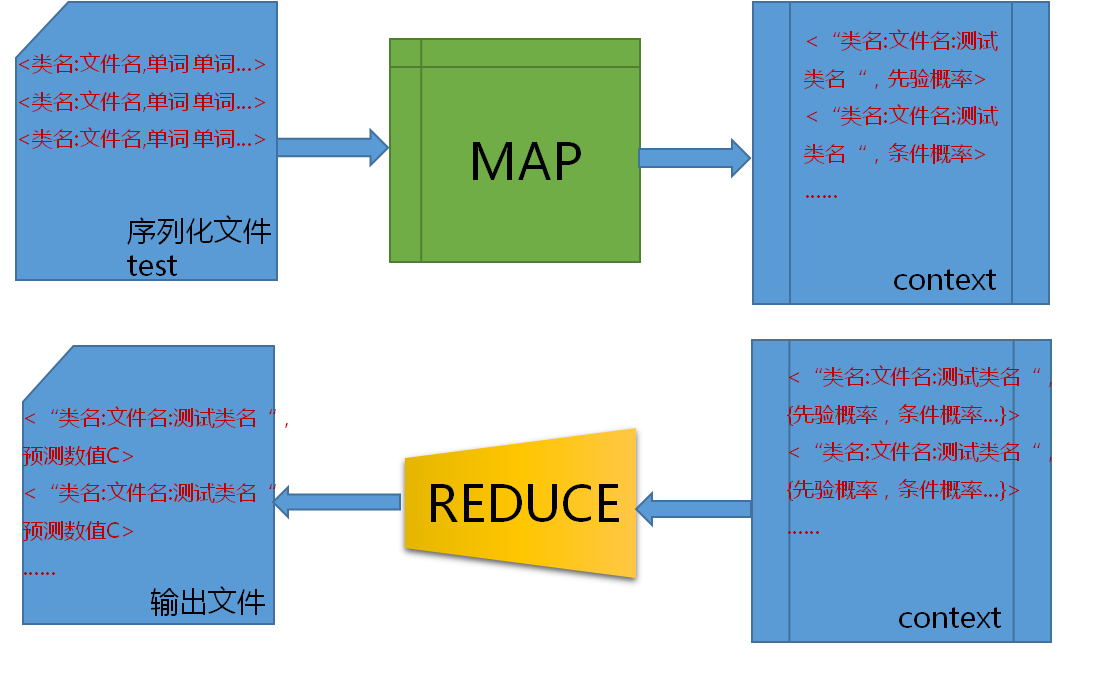 <类名:文件名,单词 单词...>
<类名:文件名,单词 单词...>
<类名:文件名,单词 单词...>
序列化文件
test
MAP
<“类名:文件名:测试
类名“，先验概率>
<“类名:文件名:测试
类名“，条件概率>
......
context
<“类名:文件名:测试类名“，
预测数值C>
<“类名:文件名:测试类名“
预测数值C>
......
输出文件
REDUCE
<“类名:文件名:测试类名“，
{先验概率，条件概率...}>
<“类名:文件名:测试类名“，
{先验概率，条件概率...}>
......
context